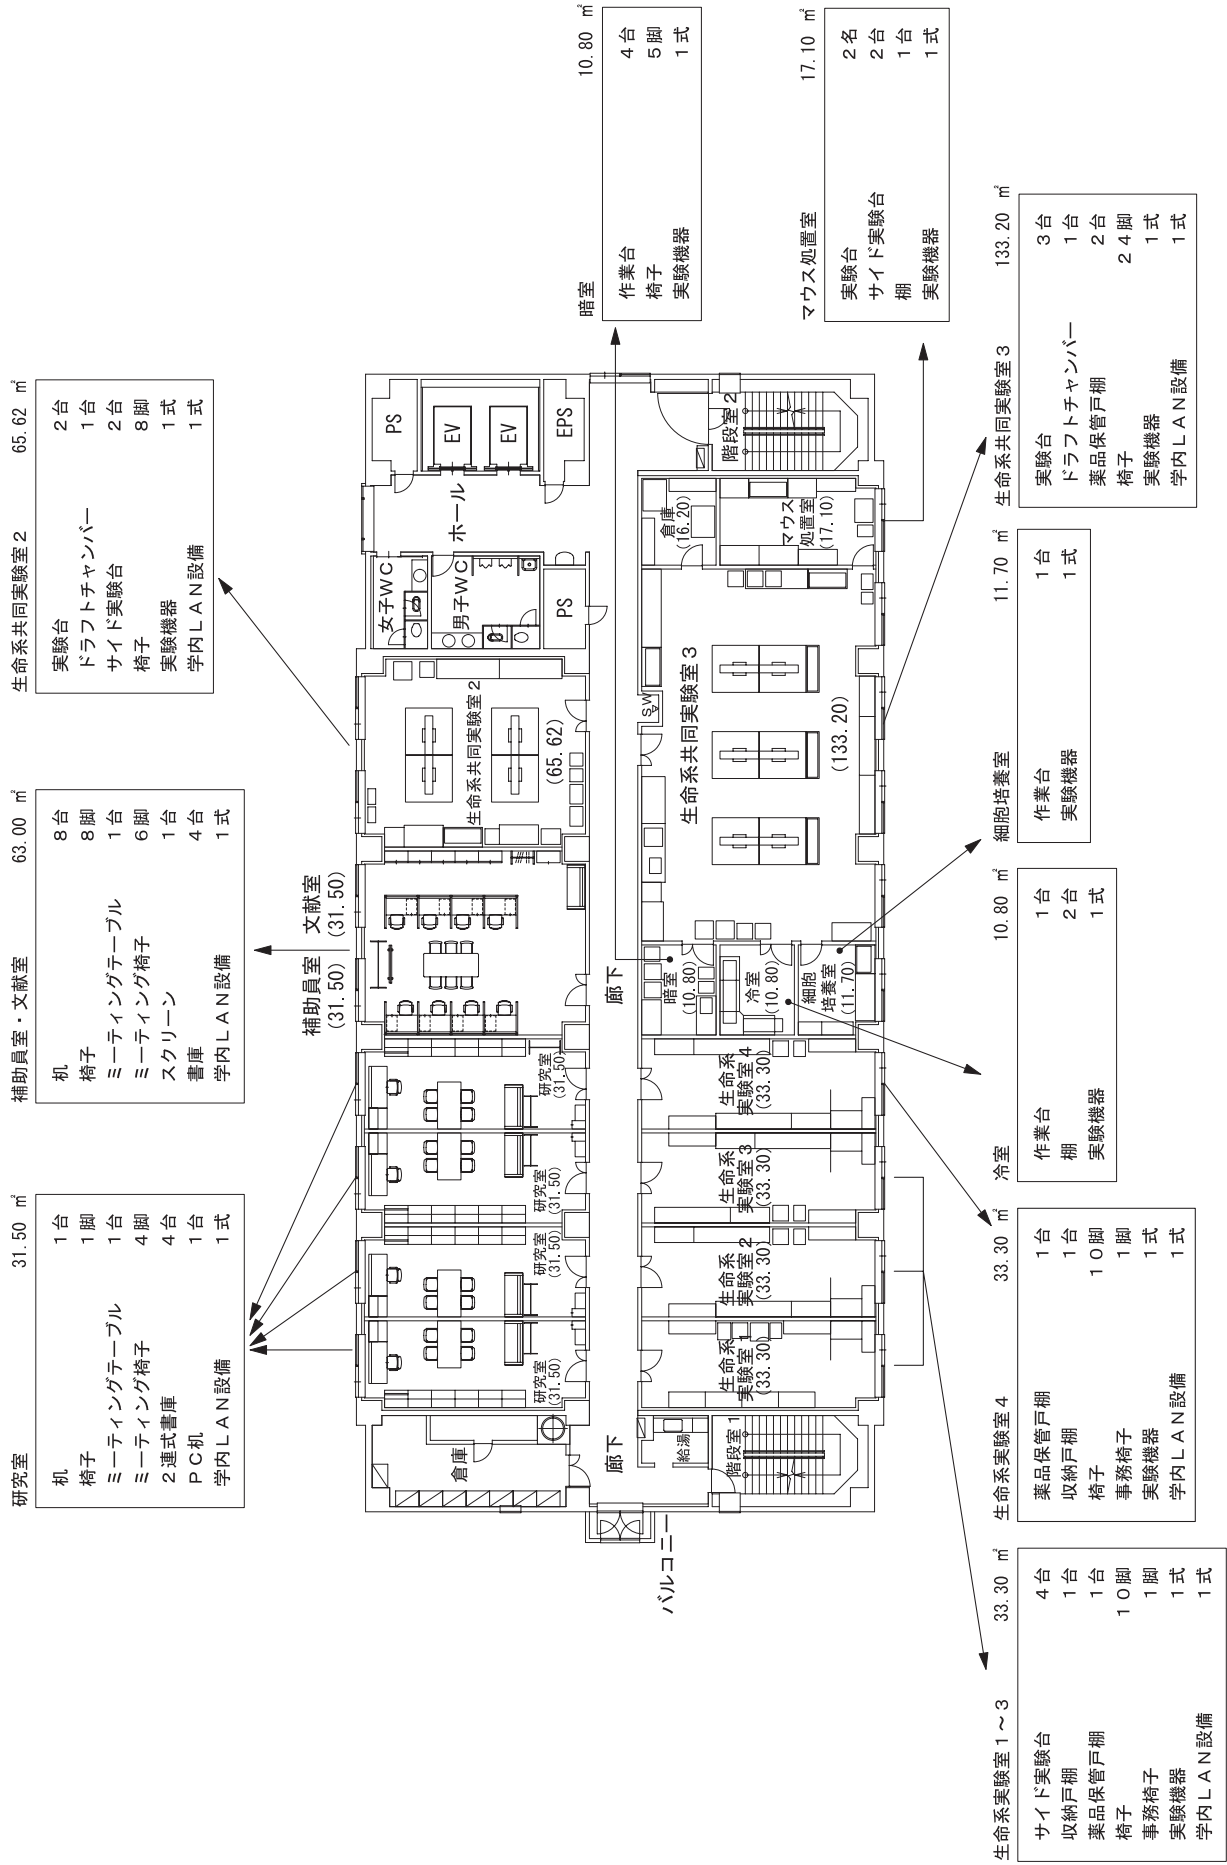 研究室 31.50 ㎡
机 1台
椅子 1脚
ミーティングテーブル 1台
ミーティング椅子 4脚
2連式書庫 4台
PC机 1台
学内LAN設備 1式
補助員室・文献室 63.00 ㎡
机 8台
椅子 8脚
ミーティングテーブル 1台
ミーティング椅子 6脚
スクリーン 1台
書庫 4台
学内LAN設備 1式
生命系共同実験室2 65.62 ㎡
実験台 2台
ドラフトチャンバー 1台
サイド実験台 2台
椅子 8脚
実験機器 1式
学内LAN設備 1式
暗室 10.80 ㎡
作業台 4台
椅子 5脚
実験機器 1式
マウス処置室 17.10 ㎡
実験台 2名
サイド実験台 2台
棚 1台
実験機器 1式
倉庫
研究室
(31.50)
研究室
(31.50)
研究室
(31.50)
研究室
(31.50)
補助員室
(31.50)
文献室
(31.50)
生命系共同実験室2
(65.62)
女子WC
男子WC
PS
ホール
PS
EV
EV
EPS
バルコニー
廊下
廊下
給湯
階段室1
生命系
実験室1
(33.30)
生命系
実験室2
(33.30)
生命系
実験室3
(33.30)
生命系
実験室4
(33.30)
暗室
(10.80)
冷室
(10.80)
細胞
培養室
(11.70)
SW
生命系共同実験室3
(133.20)
倉庫
(16.20)
マウス
処置室
(17.10)
階段室2
生命系実験室1～3 33.30 ㎡
サイド実験台 4台
収納戸棚 1台
薬品保管戸棚 1台
椅子 10脚
事務椅子 1脚
実験機器 1式
学内LAN設備 1式
生命系実験室4 33.30 ㎡
薬品保管戸棚 1台
収納戸棚 1台
椅子 10脚
事務椅子 1脚
実験機器 1式
学内LAN設備 1式
冷室 10.80 ㎡
作業台 1台
棚 2台
実験機器 1式
細胞培養室 11.70 ㎡
作業台 1台
実験機器 1式
生命系共同実験室3 133.20 ㎡
実験台 3台
ドラフトチャンバー 1台
薬品保管戸棚 2台
椅子 24脚
実験機器 1式
学内LAN設備 1式